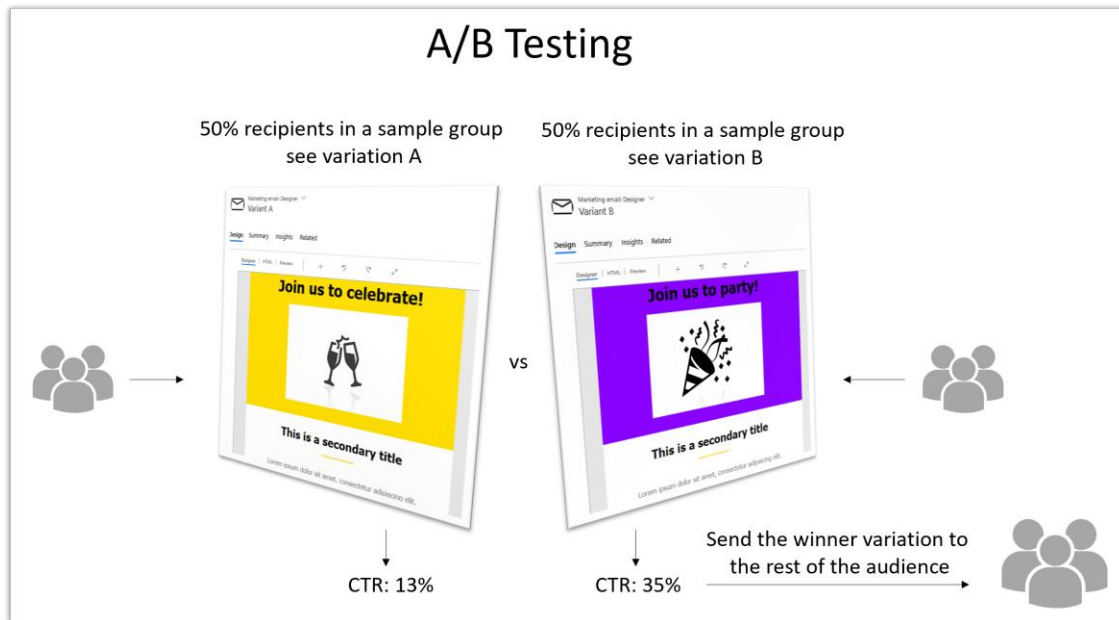 A/B Testing
50% recipients in a sample group
see variation A
50% recipients in a sample group
see variation B
Marketing email: Designer
Variant A
Design Summary Insights Related
Designer HTML Preview
Join us to celebrate!
This is a secondary title
Lorem ipsum dolor sit amet, consectetur adipiscing elit.
vs
Marketing email: Designer
Variant B
Design Summary Insights Related
Designer HTML Preview
Join us to party!
This is a secondary title
Lorem ipsum dolor sit amet, consectetur adipiscing elit.
CTR: 13%
CTR: 35%
Send the winner variation to
the rest of the audience